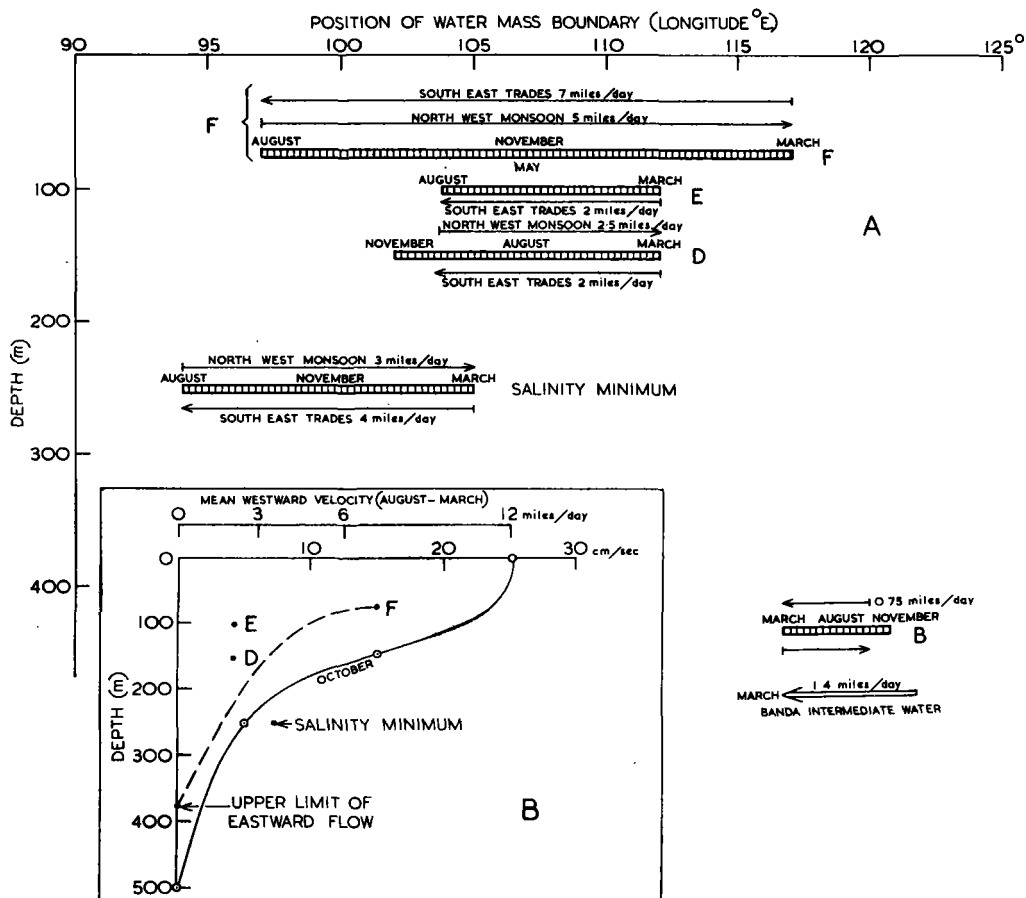 POSITION OF WATER MASS BOUNDARY (LONGITUDE °E)
90 95 100 105 110 115 120 125°
SOUTH EAST TRADES 7 miles/day
F
NORTH WEST MONSOON 5 miles/day
AUGUST NOVEMBER MARCH
F
MAY
100
AUGUST MARCH
E
SOUTH EAST TRADES 2 miles/day
NORTH WEST MONSOON 2·5 miles/day
A
NOVEMBER AUGUST MARCH
D
SOUTH EAST TRADES 2 miles/day
200
DEPTH (m)
NORTH WEST MONSOON 3 miles/day
AUGUST NOVEMBER MARCH
SALINITY MINIMUM
SOUTH EAST TRADES 4 miles/day
300
400
0 75 miles/day
MARCH AUGUST NOVEMBER
B
1 4 miles/day
MARCH
BANDA INTERMEDIATE WATER
MEAN WESTWARD VELOCITY (AUGUST—MARCH)
0 3 6 12 miles/day
10 20 30 cm/sec
0
F
100
E
D
OCTOBER
200
SALINITY MINIMUM
DEPTH (m)
300
UPPER LIMIT OF
EASTWARD FLOW
400
B
500